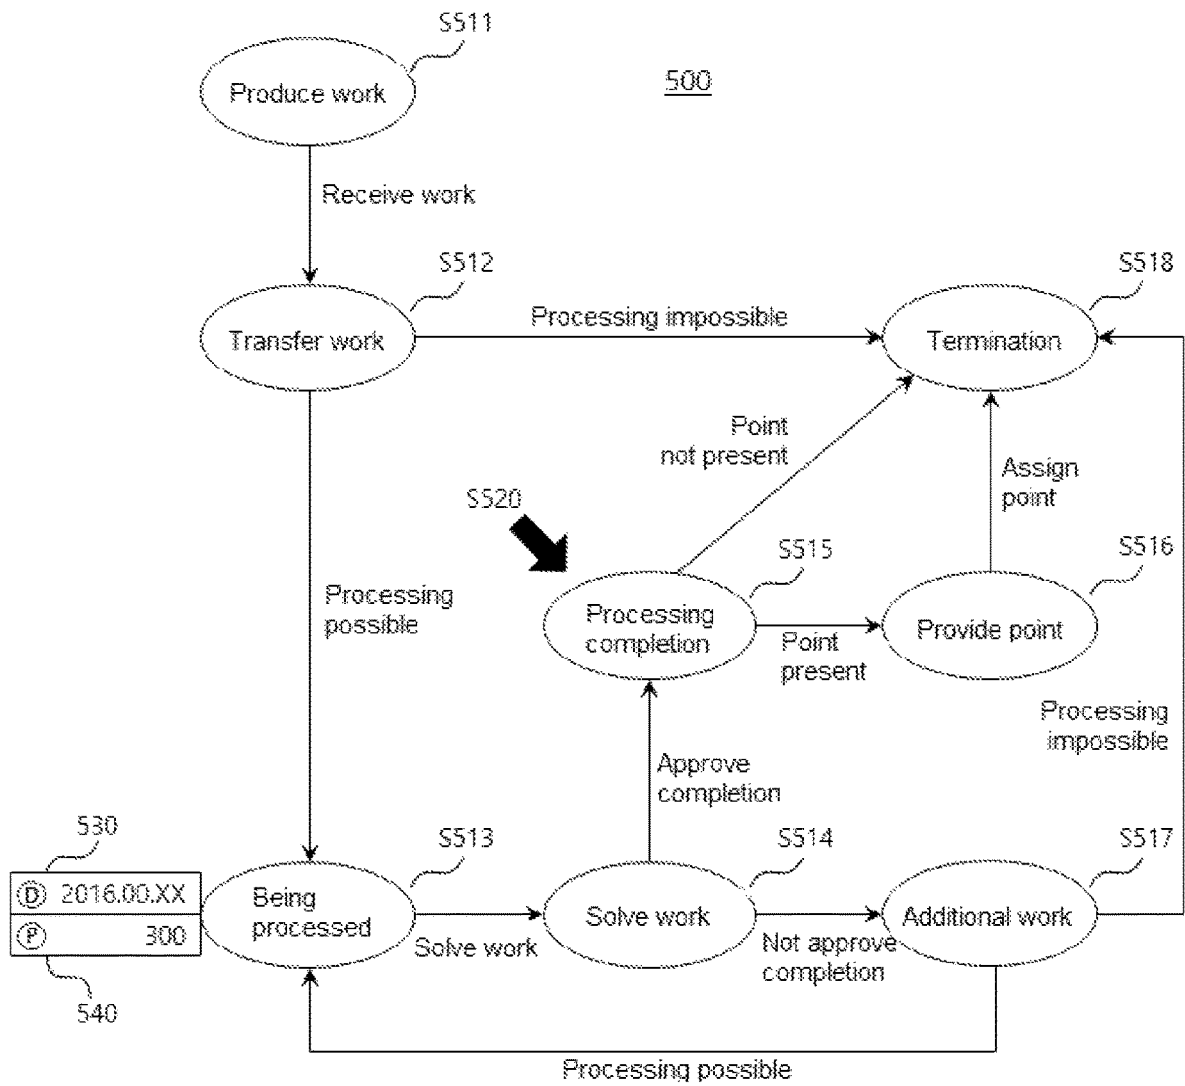 S511
500
Produce work
Receive work
S512
S518
Processing impossible
Transfer work
Termination
Point
not present
Assign
point
S520
S515
S516
Processing
possible
Processing
completion
Provide point
Point
present
Processing
impossible
Approve
completion
530
S513
S514
S517
D 2016.00.XX
Being
processed
Solve work
Additional work
P 300
Solve work
Not approve
completion
540
Processing possible